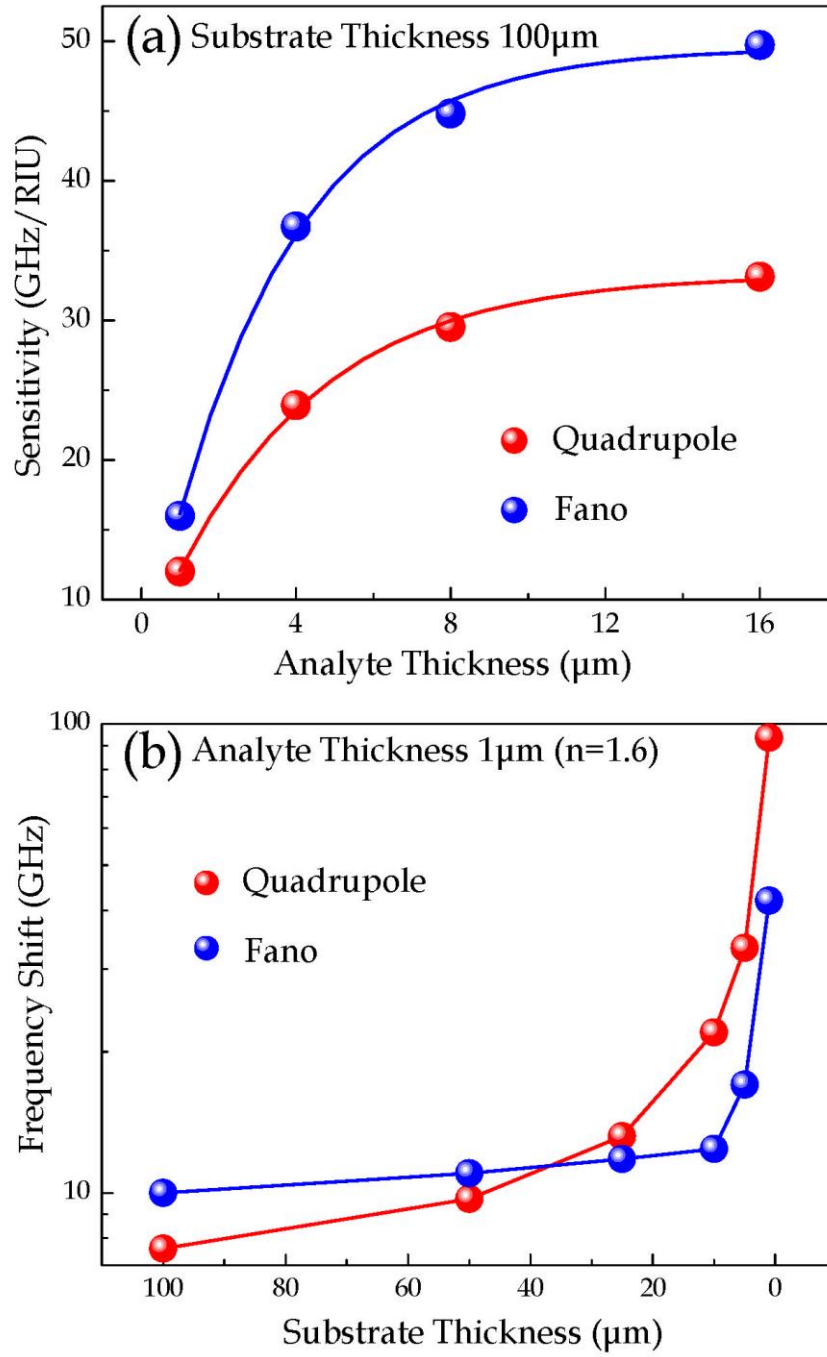 (a) Substrate Thickness 100μm
50
40
30
20
10
Sensitivity (GHz/RIU)
Quadrupole
Fano
0 4 8 12 16
Analyte Thickness (μm)
(b) Analyte Thickness 1μm (n=1.6)
100
10
Frequency Shift (GHz)
Quadrupole
Fano
100 80 60 40 20 0
Substrate Thickness (μm)